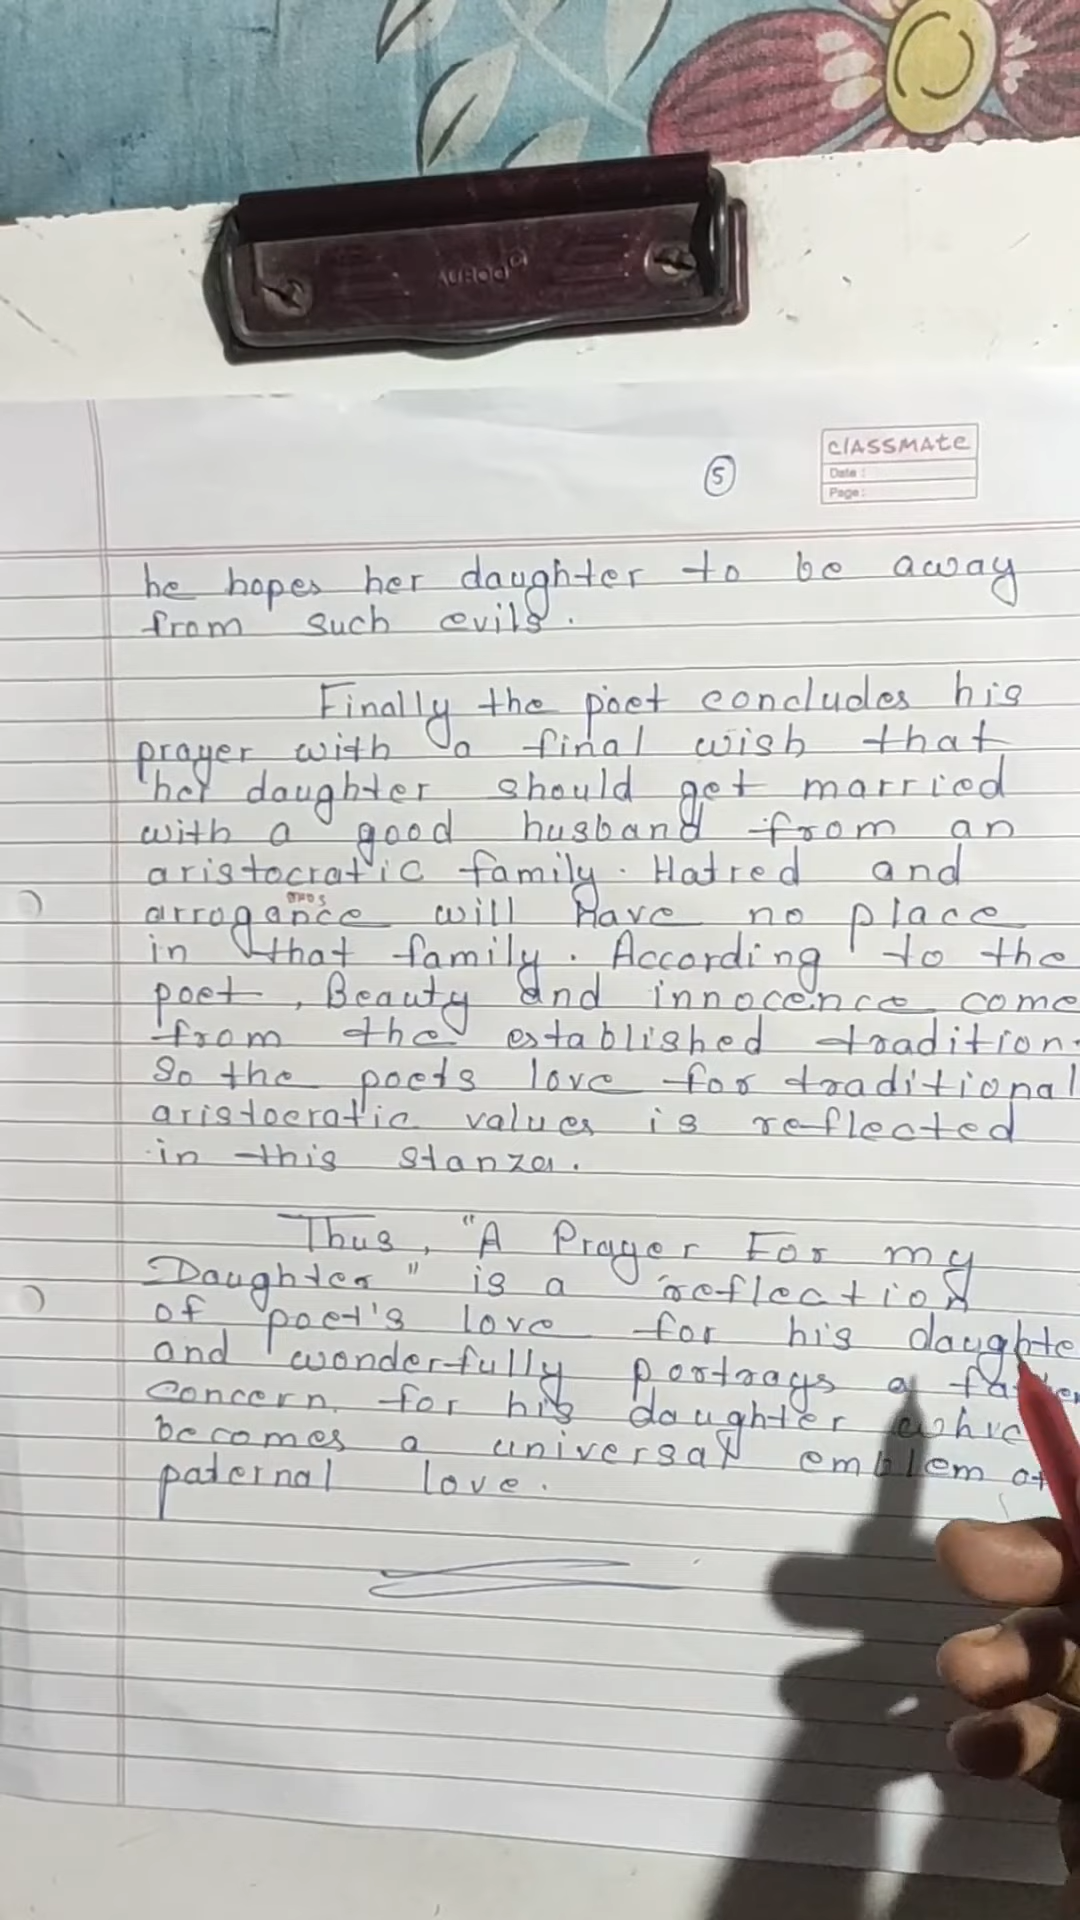 AUROO
5
CLASSMATE
Date :
Page :
he hopes her daughter to be away
from such evils.
Finally the poet concludes his
prayer with a final wish that
her daughter should get married
with a good husband from an
aristocratic family. Hatred and
arrogance will Have no place
in that family. According to the
poet, Beauty and innocence come
from the established tradition.
So the poets love for traditional
aristocratic values is reflected
in this stanza.
Thus, "A Prayer For my
Daughter" is a reflection
of poet's love for his daughte
and wonderfully portrays a
concern for his daughter whic
becomes a universal emblem of
paternal love.